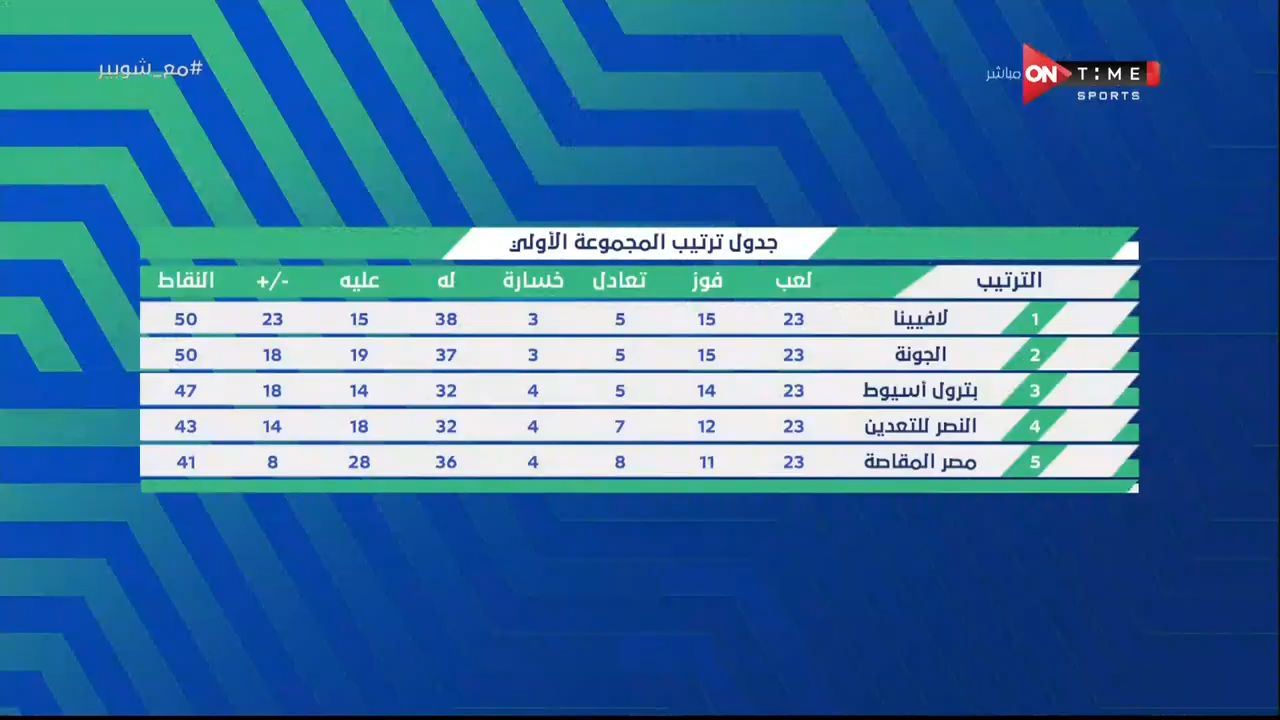 #مع_شوبير
مباشر ON TIME
SPORTS
جدول ترتيب المجموعة الأولي
الترتيب لعب فوز تعادل خسارة له عليه +/- النقاط
1 لافيينا 23 15 5 3 38 15 23 50
2 الجونة 23 15 5 3 37 19 18 50
3 بترول أسيوط 23 14 5 4 32 14 18 47
4 النصر للتعدين 23 12 7 4 32 18 14 43
5 مصر المقاصة 23 11 8 4 36 28 8 41